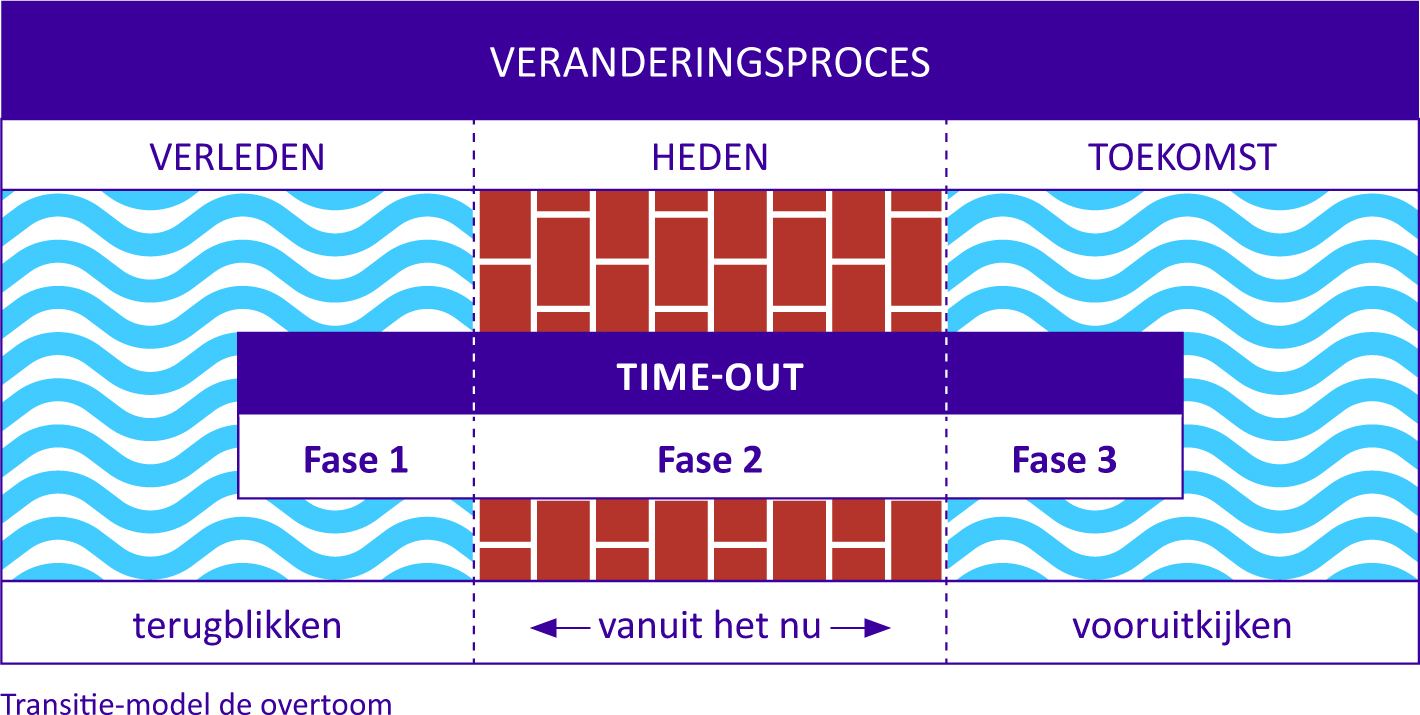 VERANDERINGSPROCES
VERLEDEN HEDEN TOEKOMST
TIME-OUT
Fase 1 Fase 2 Fase 3
terugblikken vanuit het nu vooruitkijken
Transitie-model de overtoom